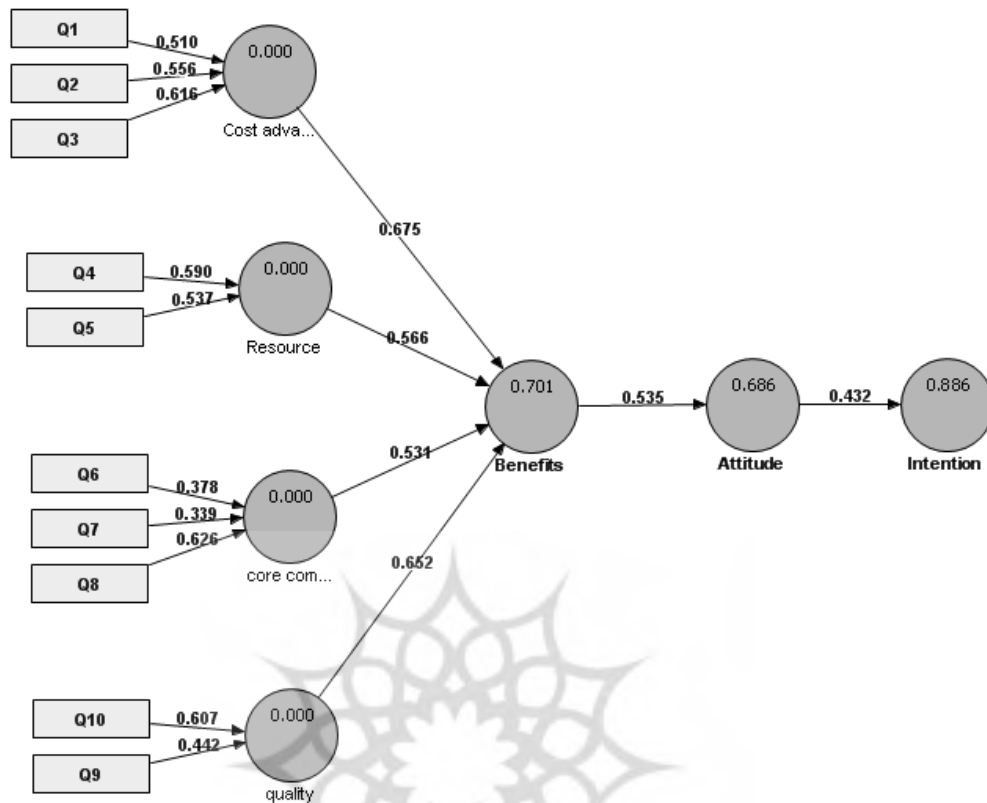 Q1
0.510
0.000
Q2
0.556
0.616
Q3
Cost adva...
0.675
Q4
0.590
0.000
Q5
0.537
Resource
0.566
0.701
0.535
0.686
0.432
0.886
Benefits
Attitude
Intention
0.531
Q6
0.378
0.000
Q7
0.339
0.626
Q8
core com...
0.652
Q10
0.607
0.000
0.442
Q9
quality